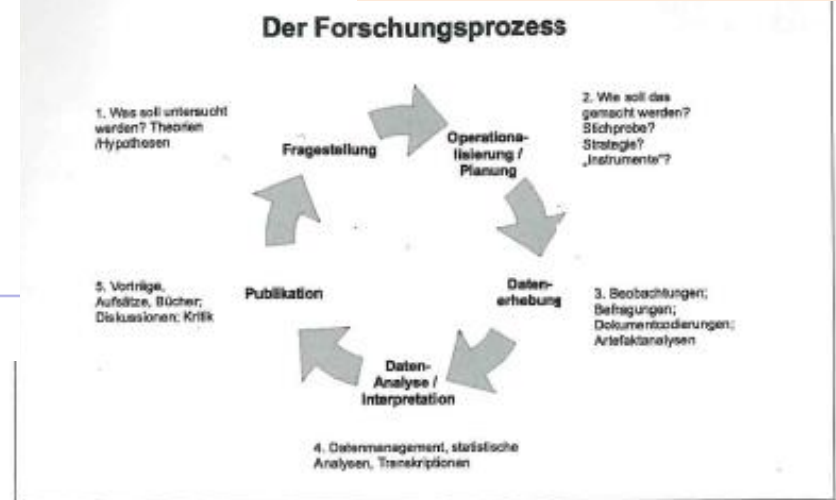 Der Forschungsprozess
1. Was soll untersucht
werden? Theorien
/Hypothesen
Fragestellung
Operationa-
lisierung /
Planung
2. Wie soll das
gemacht werden?
Stichprobe?
Strategie?
„Instrumente"?
Daten-
erhebung
3. Beobachtungen;
Befragungen;
Dokumentcodierungen;
Artefaktanalysen
Daten-
Analyse /
Interpretation
4. Datenmanagement, statistische
Analysen, Transkriptionen
Publikation
5. Vorträge,
Aufsätze, Bücher;
Diskussionen; Kritik